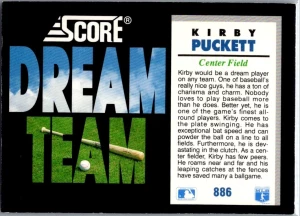 SCORE®
DREAM
TEAM
KIRBY
PUCKETT
Center Field
Kirby would be a dream player
on any team. One of baseball's
really nice guys, he has a ton of
charisma and charm. Nobody
loves to play baseball more
than he does. Better yet, he is
one of the game's finest all-
round players. Kirby comes to
the plate swinging. He has
exceptional bat speed and can
powder the ball on a line to all
fields. Furthermore, he is dev-
astating in the clutch. As a cen-
ter fielder, Kirby has few peers.
He roams near and far and his
leaping catches at the fences
have saved many a ballgame.
886